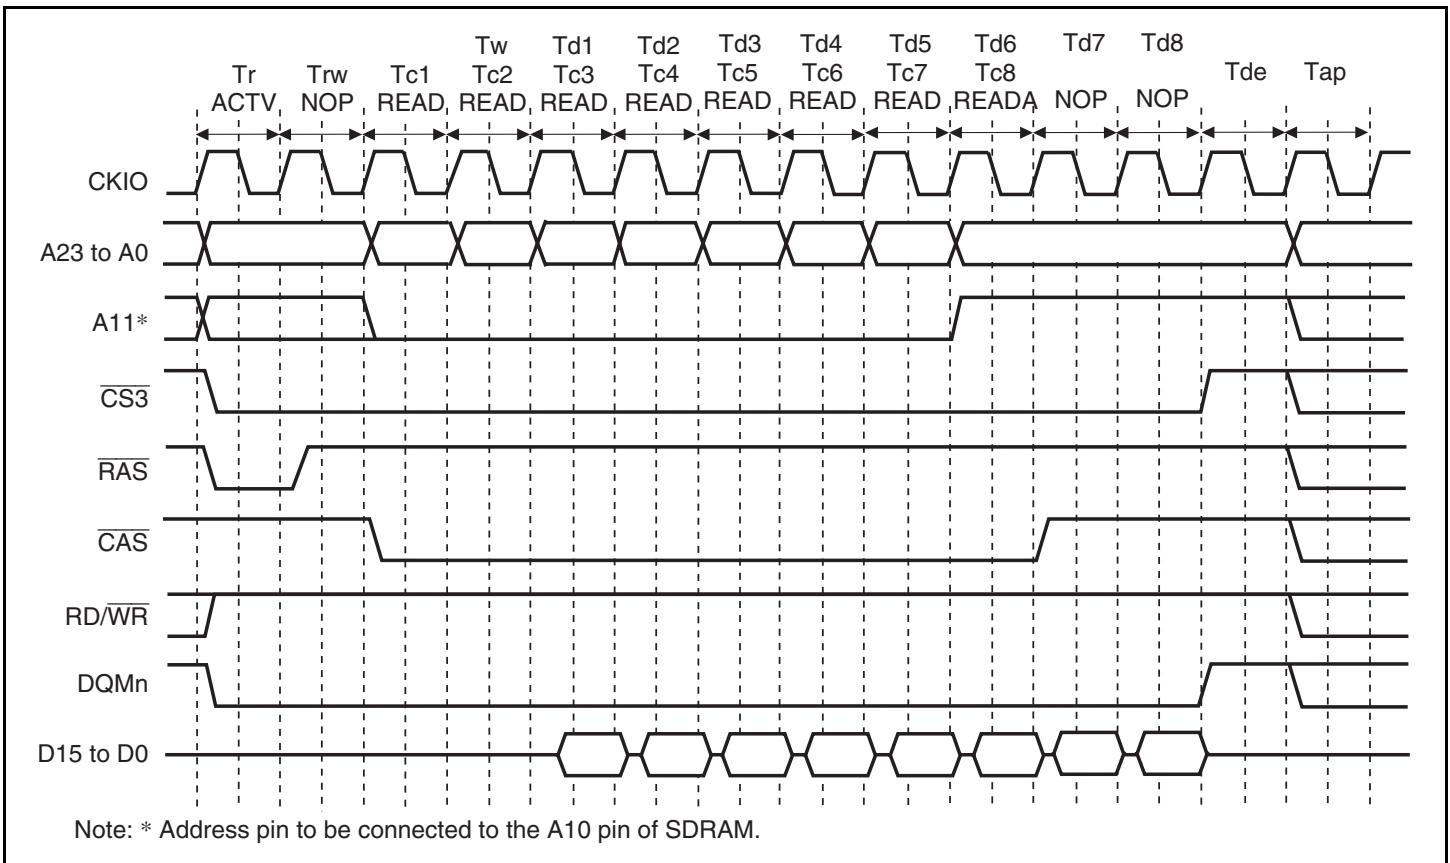 Tw Td1 Td2 Td3 Td4 Td5 Td6 Td7 Td8
Tr Trw Tc1 Tc2 Tc3 Tc4 Tc5 Tc6 Tc7 Tc8 Tde Tap
ACTV NOP READ READ READ READ READ READ READ READA NOP NOP
CKIO
A23 to A0
A11*
CS3
RAS
CAS
RD/WR
DQMn
D15 to D0
Note: * Address pin to be connected to the A10 pin of SDRAM.